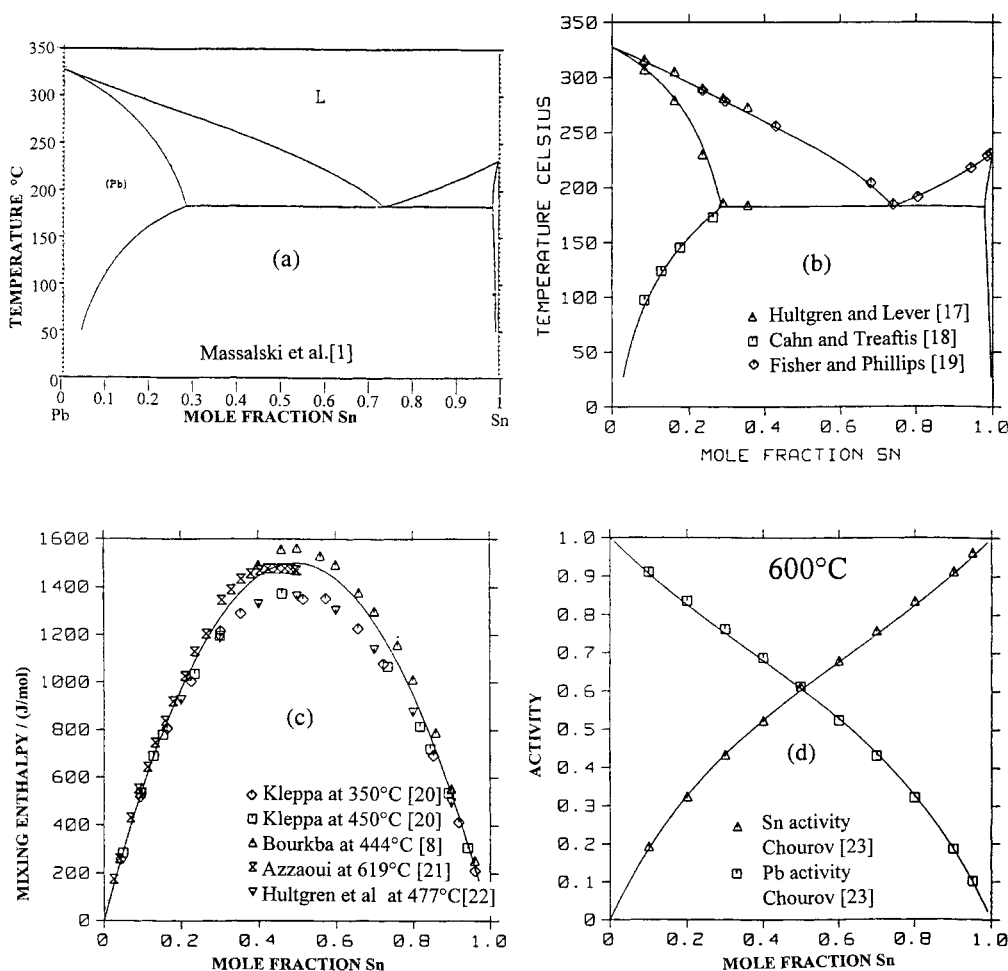 350
300
250
200
150
100
50
0
TEMPERATURE °C
L
(Pb)
(a)
Massalski et al.[1]
0 0.1 0.2 0.3 0.4 0.5 0.6 0.7 0.8 0.9 1
Pb MOLE FRACTION Sn Sn
400
350
300
250
200
150
100
50
0
TEMPERATURE CELSIUS
(b)
Hultgren and Lever [17]
Cahn and Treaftis [18]
Fisher and Phillips [19]
0 0.2 0.4 0.6 0.8 1.0
MOLE FRACTION SN
1600
1400
1200
1000
800
600
400
200
0
MIXING ENTHALPY / (J/mol)
(c)
Kleppa at 350°C [20]
Kleppa at 450°C [20]
Bourkba at 444°C [8]
Azzaoui at 619°C [21]
Hultgren et al at 477°C[22]
0 0.2 0.4 0.6 0.8 1.0
MOLE FRACTION Sn
1.0
0.9
0.8
0.7
0.6
0.5
0.4
0.3
0.2
0.1
0
ACTIVITY
600°C
(d)
Sn activity
Chourov [23]
Pb activity
Chourov [23]
0 0.2 0.4 0.6 0.8 1.0
MOLE FRACTION Sn